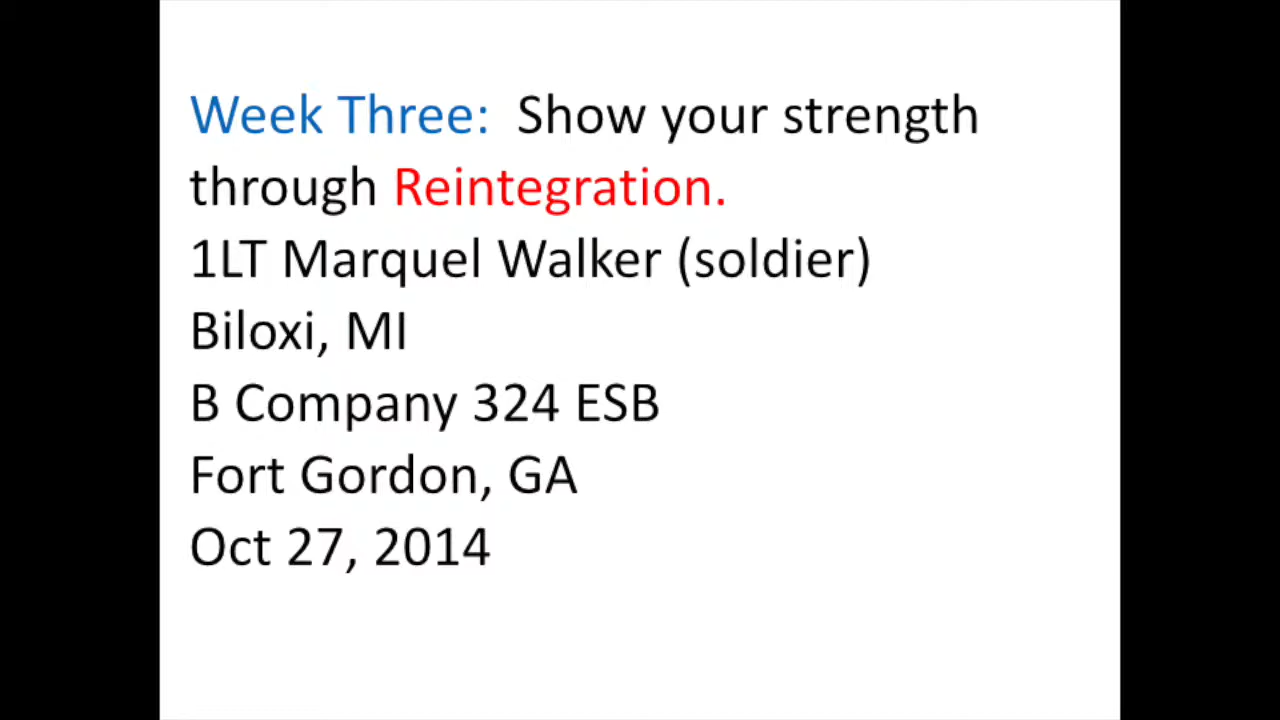 Week Three:  Show your strength
through Reintegration.
1LT Marquel Walker (soldier)
Biloxi, MI
B Company 324 ESB
Fort Gordon, GA
Oct 27, 2014